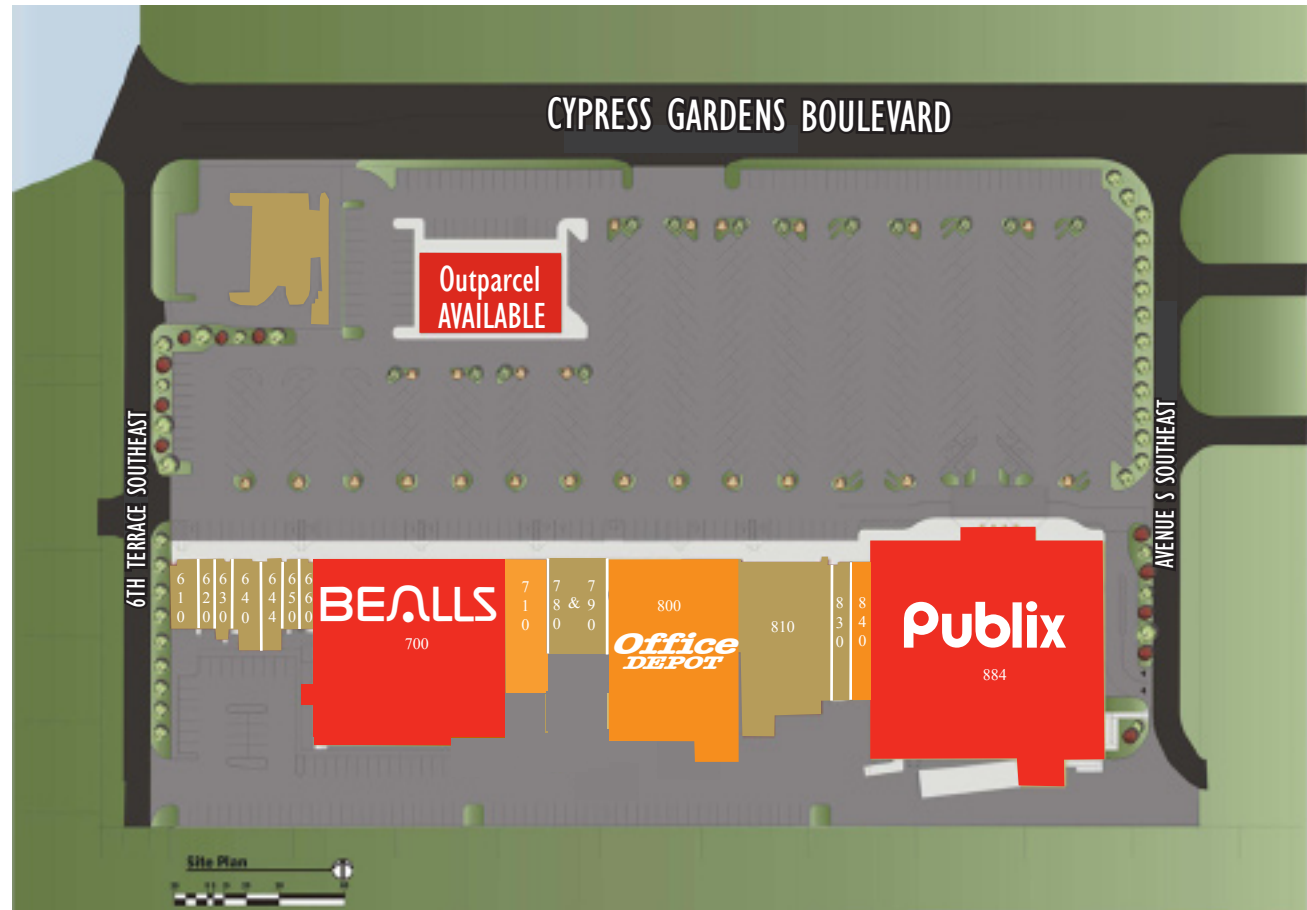 CYPRESS GARDENS BOULEVARD
Outparcel
AVAILABLE
6TH TERRACE SOUTHEAST
AVENUE S SOUTHEAST
610
620
630
640
644
650
660
BEALLS
700
710
780 & 790
800
Office
DEPOT
810
830
840
Publix
884
Site Plan